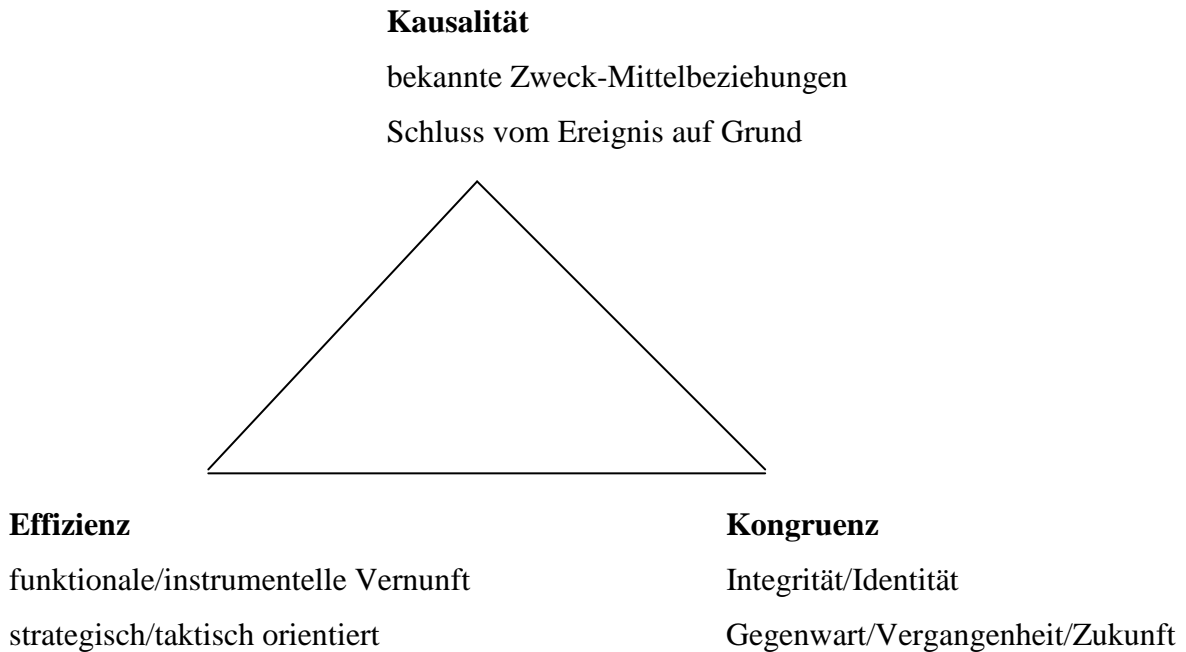 Kausalität
bekannte Zweck-Mittelbeziehungen
Schluss vom Ereignis auf Grund
Effizienz
funktionale/instrumentelle Vernunft
strategisch/taktisch orientiert
Kongruenz
Integrität/Identität
Gegenwart/Vergangenheit/Zukunft